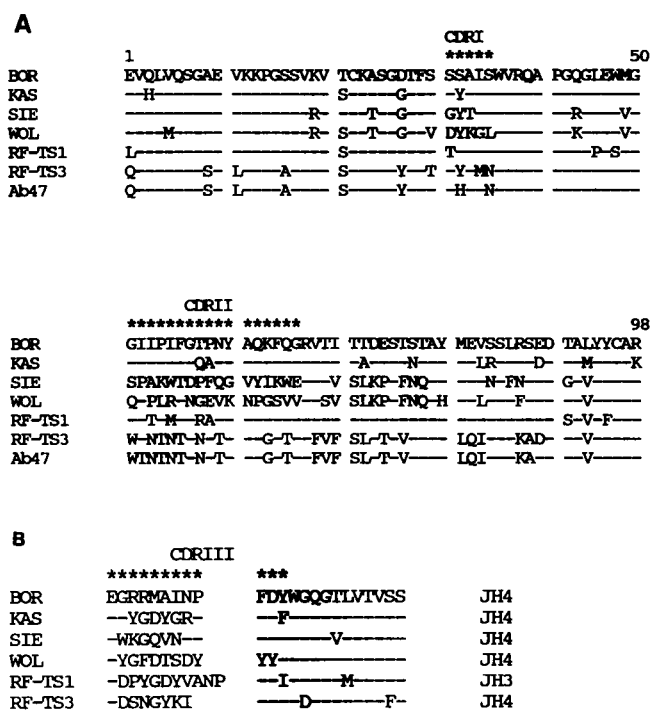 A
CDRI
1 ***** 50
BOR EVQLVQSGAE VKKPGSSVKV TCKASGDTFS SSAISWVRQA PGQGLEWMG
KAS --H------- ---------- S-----G--- -Y-------- ---------
SIE ---------- -------R-- ---T--G--- GYT------- --R----V-
WOL ---M------ -------R-- S--T--G--V DYKGL----- --K----V-
RF-TS1 L--------- ---------- S--------- T--------- ----P-S--
RF-TS3 Q-------S- L----A---- S-----Y--T -Y-MN----- ---------
Ab47 Q-------S- L----A---- S-----Y--- -H--N----- ---------
CDRII
*********** ****** 98
BOR GIIPIFGTPNY AQKFQGRVTI TTDESTSTAY MEVSSLRSED TALYYCAR
KAS -------QA-- ---------- -A----N--- --LR----D- --M----K
SIE SPAKWTDPFQG VYIKWE---V SLKP-FNQ-- ---N-FN--- G-V-----
WOL Q-PLR-NGEVK NPGSVV--SV SLKP-FNQ-H --L---F--- --V-----
RF-TS1 --T-M--RA-- ---------- ---------- ---------- S-V-F---
RF-TS3 W-NTNT-N-T- --G-T--FVF SL-T-V---- LQI---KAD- --V-----
Ab47 WINTNT-N-T- --G-T--FVF SL-T-V---- LQI---KA-- --V-----
B
CDRIII
********* ***
BOR EGRRMAINP FDYWGQGTLVTVSS JH4
KAS --YGDYGR- --F----------- JH4
SIE -WKGQVN-- -------V------ JH4
WOL -YGFDTSDY YY------------ JH4
RF-TS1 -DPYGDYVANP --I-----M----- JH3
RF-TS3 -DSNGYKI ----D-------F- JH4